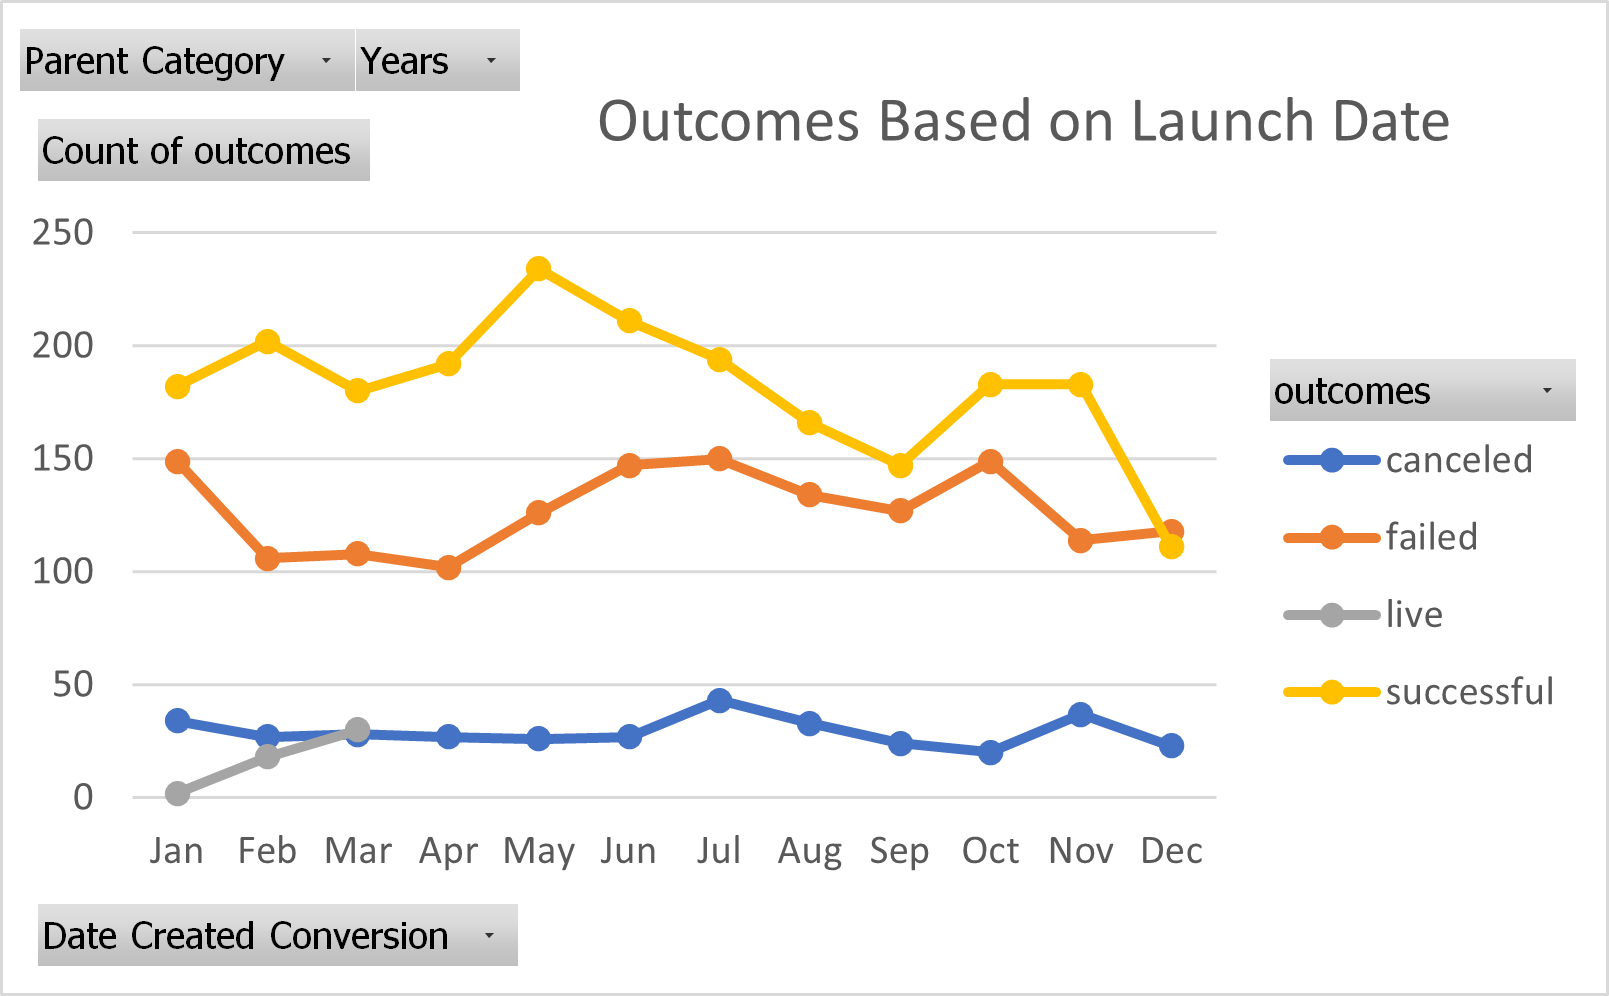 Parent Category Years
Outcomes Based on Launch Date
Count of outcomes
250
200
150
100
50
0
Jan Feb Mar Apr May Jun Jul Aug Sep Oct Nov Dec
outcomes
canceled
failed
live
successful
Date Created Conversion